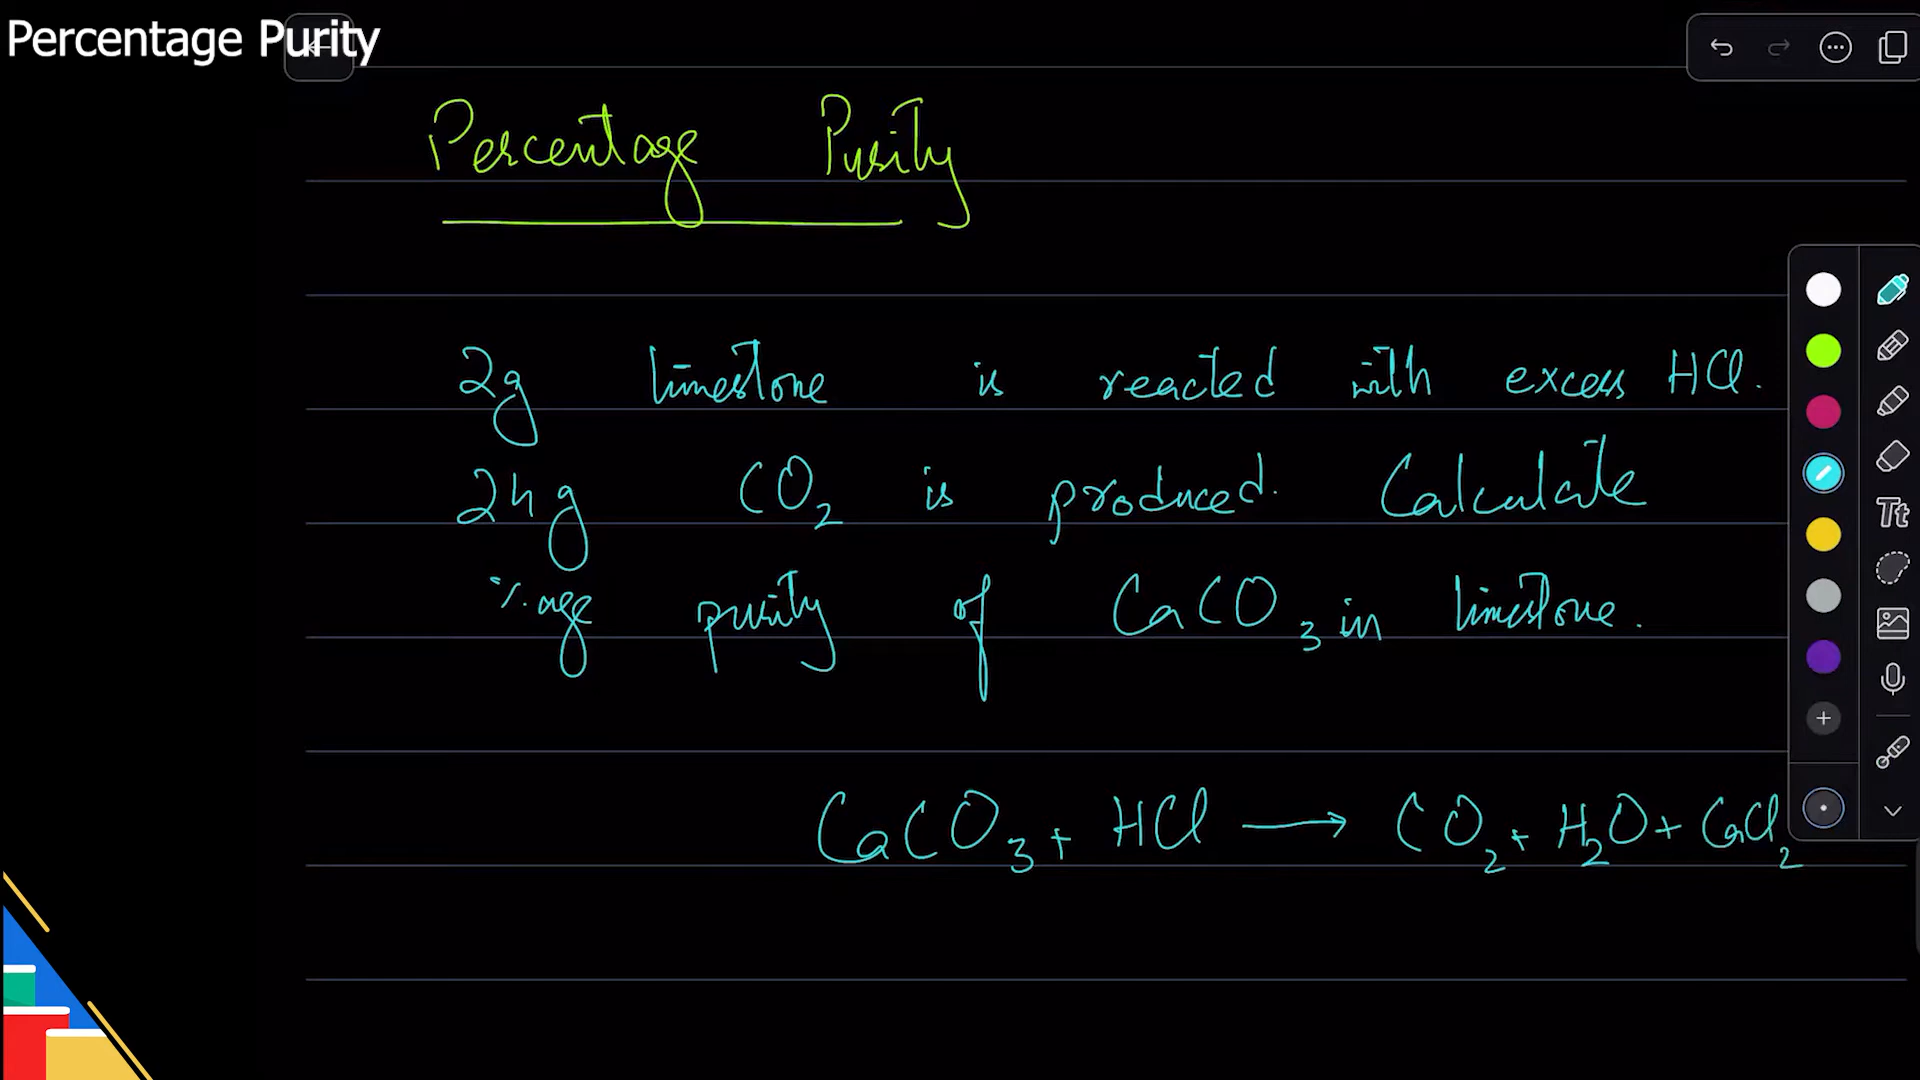 Percentage Purity
Percentage Purity
2g limestone is reacted with excess HCl.
24g CO2 is produced. Calculate
%age purity of CaCO3 in limestone.
CaCO3 + HCl → CO2 + H2O + CaCl2
Tt